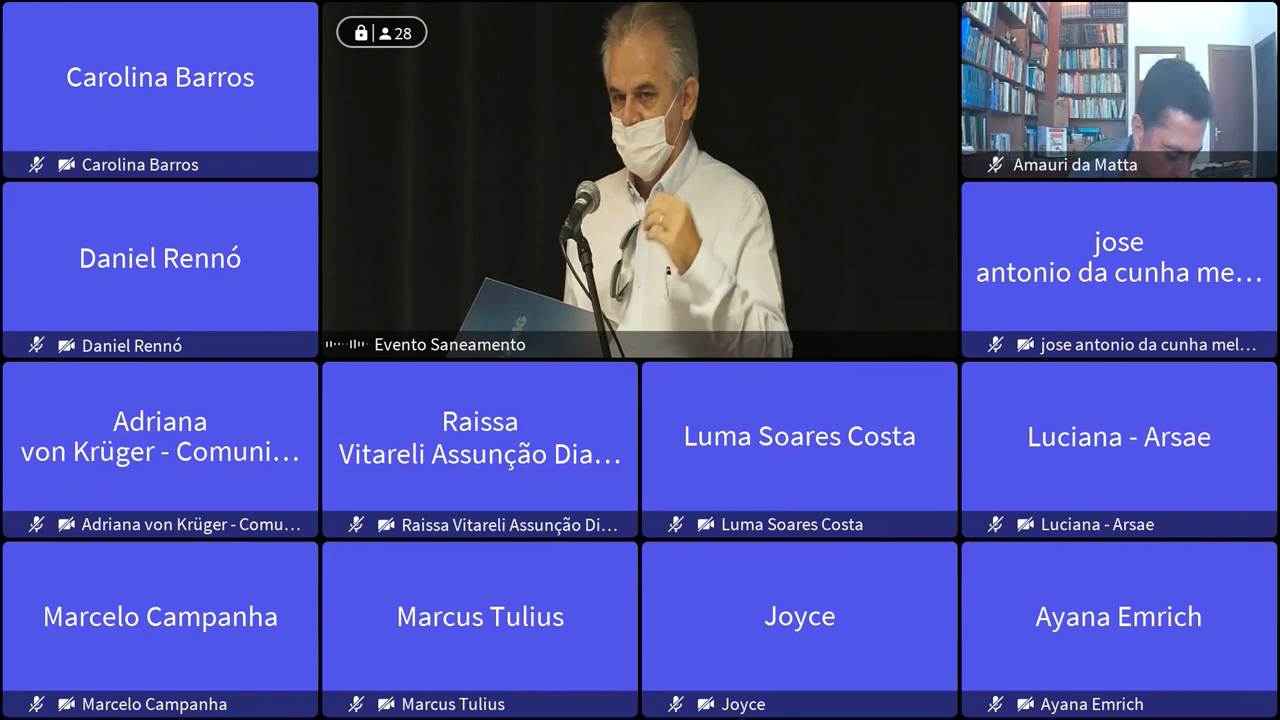 Carolina Barros
Carolina Barros
28
Evento Saneamento
Amauri da Matta
Daniel Rennó
Daniel Rennó
jose
antonio da cunha me...
jose antonio da cunha mel...
Adriana
von Krüger - Comuni...
Adriana von Krüger - Comu...
Raissa
Vitareli Assunção Dia...
Raissa Vitareli Assunção Di...
Luma Soares Costa
Luma Soares Costa
Luciana - Arsae
Luciana - Arsae
Marcelo Campanha
Marcelo Campanha
Marcus Tulius
Marcus Tulius
Joyce
Joyce
Ayana Emrich
Ayana Emrich